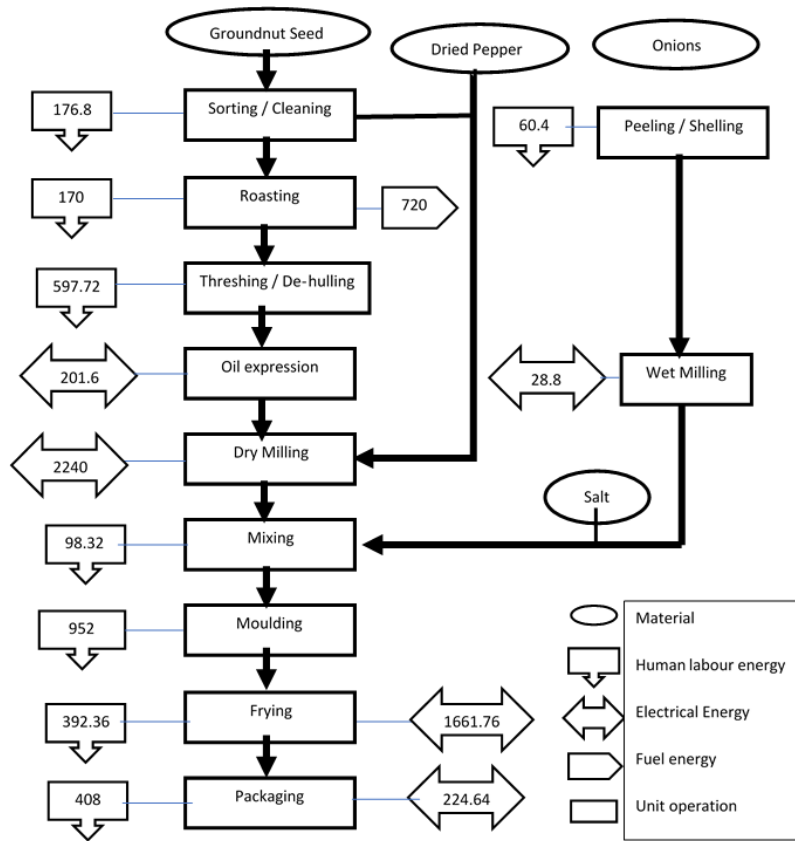 Groundnut Seed
Dried Pepper
Onions
176.8
Sorting / Cleaning
60.4
Peeling / Shelling
170
Roasting
720
597.72
Threshing / De-hulling
201.6
Oil expression
28.8
Wet Milling
2240
Dry Milling
Salt
98.32
Mixing
952
Moulding
392.36
Frying
1661.76
408
Packaging
224.64
Material
Human labour energy
Electrical Energy
Fuel energy
Unit operation